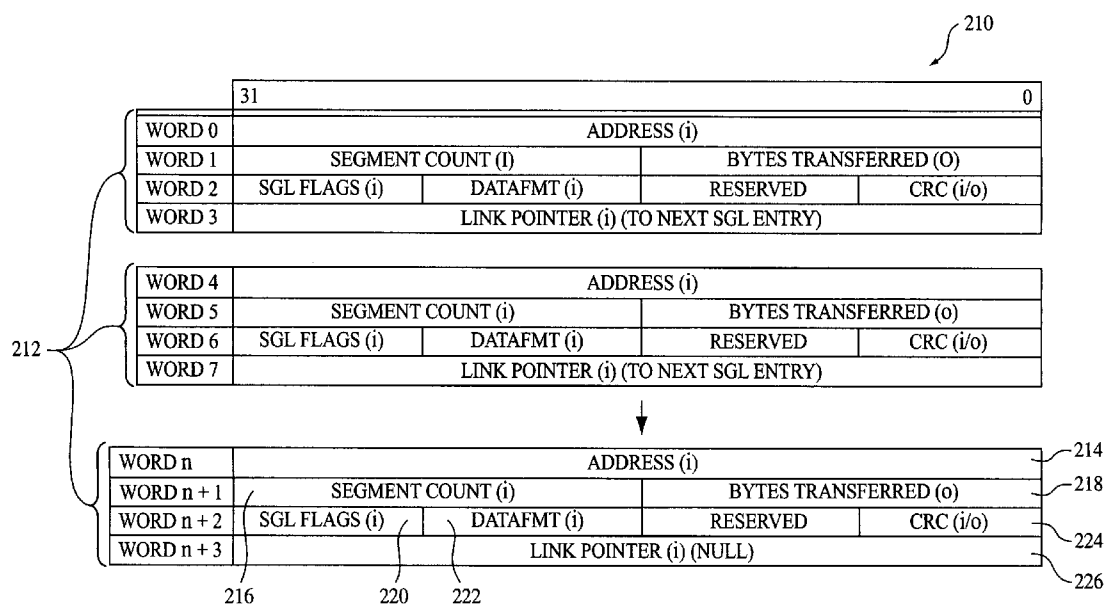 210
31 0
WORD 0 ADDRESS (i)
WORD 1 SEGMENT COUNT (I) BYTES TRANSFERRED (O)
WORD 2 SGL FLAGS (i) DATAFMT (i) RESERVED CRC (i/o)
WORD 3 LINK POINTER (i) (TO NEXT SGL ENTRY)
WORD 4 ADDRESS (i)
WORD 5 SEGMENT COUNT (i) BYTES TRANSFERRED (o)
212 WORD 6 SGL FLAGS (i) DATAFMT (i) RESERVED CRC (i/o)
WORD 7 LINK POINTER (i) (TO NEXT SGL ENTRY)
WORD n ADDRESS (i) 214
WORD n + 1 SEGMENT COUNT (i) BYTES TRANSFERRED (o) 218
WORD n + 2 SGL FLAGS (i) DATAFMT (i) RESERVED CRC (i/o) 224
WORD n + 3 LINK POINTER (i) (NULL) 226
216 220 222